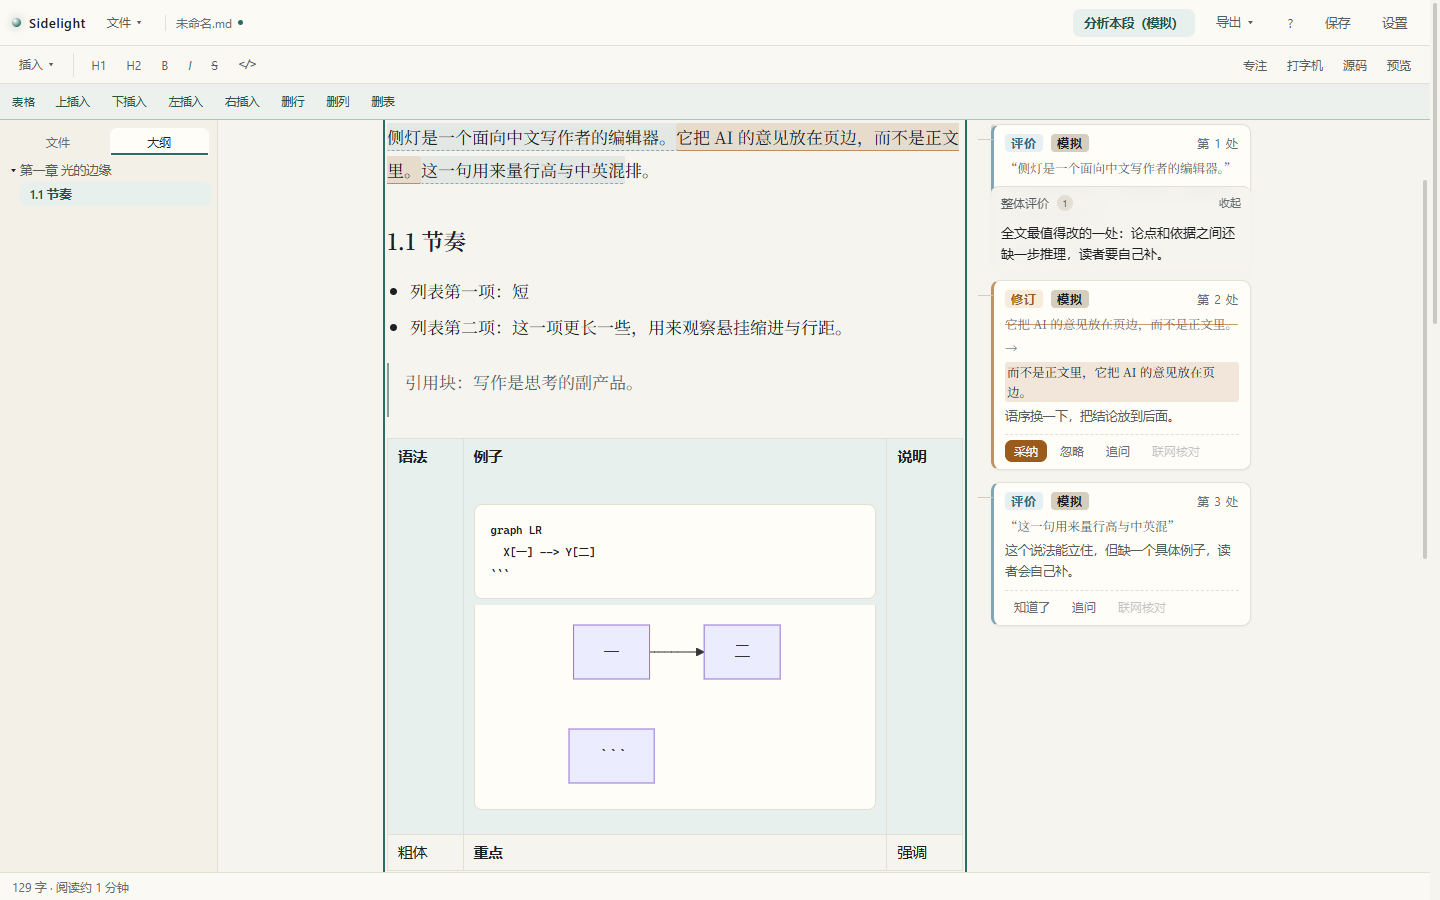 Sidelight 文件 未命名.md 分析本段（模拟） 导出 ? 保存 设置
插入 H1 H2 B I S </> 专注 打字机 源码 预览
表格 上插入 下插入 左插入 右插入 删行 删列 删表
文件 大纲
第一章 光的边缘
1.1 节奏
侧灯是一个面向中文写作者的编辑器。它把 AI 的意见放在页边，而不是正文
里。这一句用来量行高与中英混排。
1.1 节奏
列表第一项：短
列表第二项：这一项更长一些，用来观察悬挂缩进与行距。
引用块：写作是思考的副产品。
语法 例子 说明
graph LR
X[一] --> Y[二]
```
一 二
```
粗体 重点 强调
评价 模拟 第 1 处
“侧灯是一个面向中文写作者的编辑器。”
整体评价 1 收起
全文最值得改的一处：论点和依据之间还
缺一步推理，读者要自己补。
修订 模拟 第 2 处
它把 AI 的意见放在页边，而不是正文里。
→
而不是正文里，它把 AI 的意见放在页
边。
语序换一下，把结论放到后面。
采纳 忽略 追问 联网核对
评价 模拟 第 3 处
“这一句用来量行高与中英混”
这个说法能立住，但缺一个具体例子，读
者会自己补。
知道了 追问 联网核对
129 字 · 阅读约 1 分钟